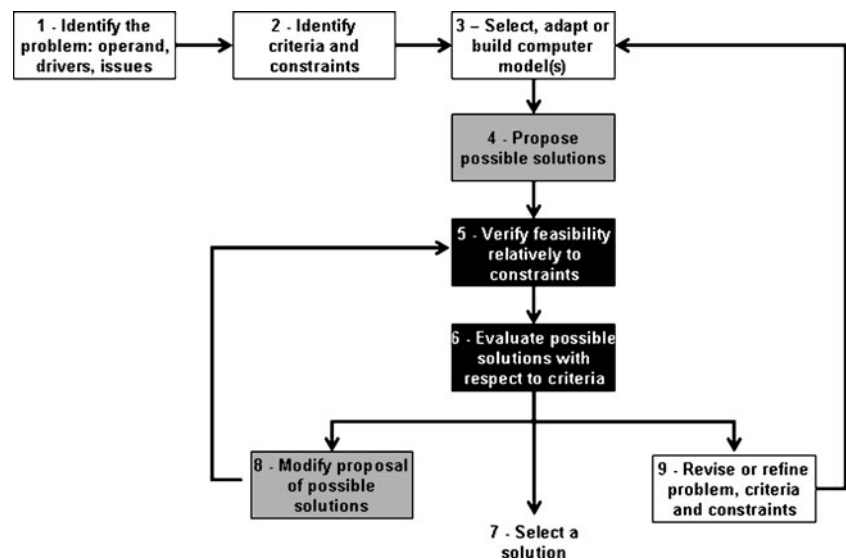 1 - Identify the
problem: operand,
drivers, issues
2 - Identify
criteria and
constraints
3 – Select, adapt or
build computer
model(s)
4 - Propose
possible solutions
5 - Verify feasibility
relatively to
constraints
6 - Evaluate possible
solutions with
respect to criteria
8 - Modify proposal
of possible
solutions
7 - Select a
solution
9 - Revise or refine
problem, criteria
and constraints